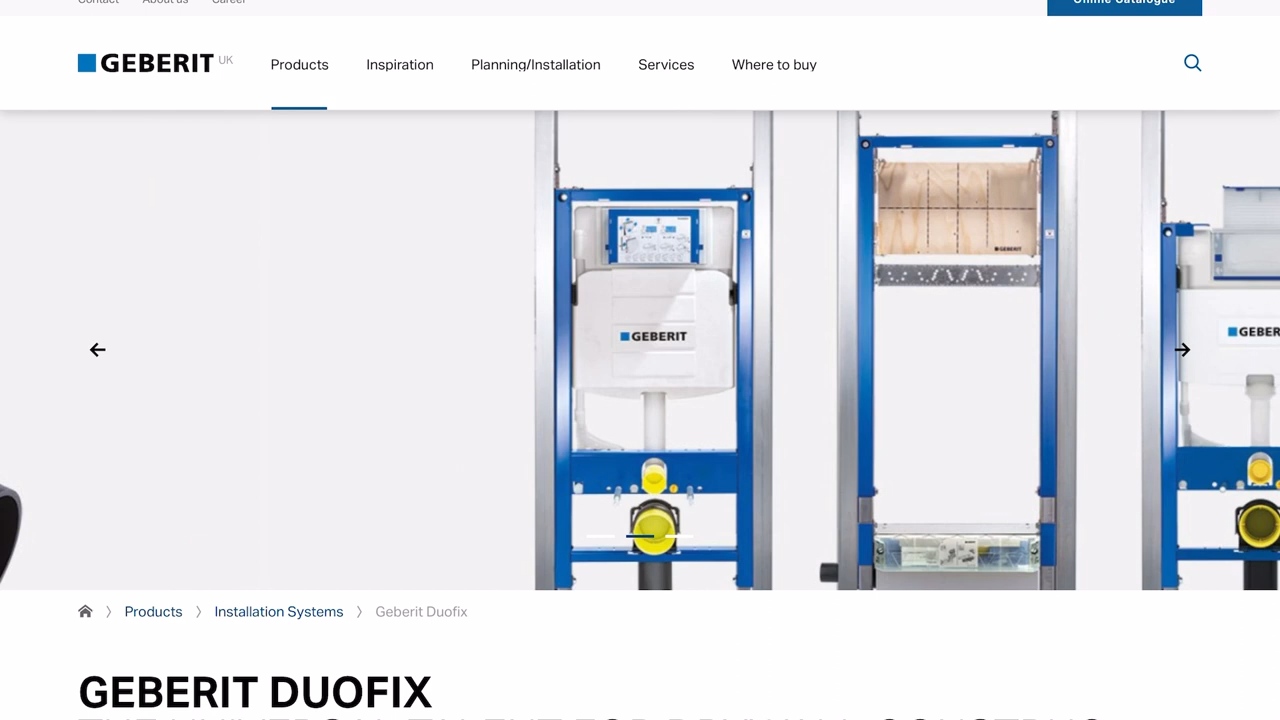 Contact About us Career
Online Catalogue
GEBERIT UK
Products Inspiration Planning/Installation Services Where to buy
GEBERIT
GEBERIT
GEBER
Products Installation Systems Geberit Duofix
GEBERIT DUOFIX